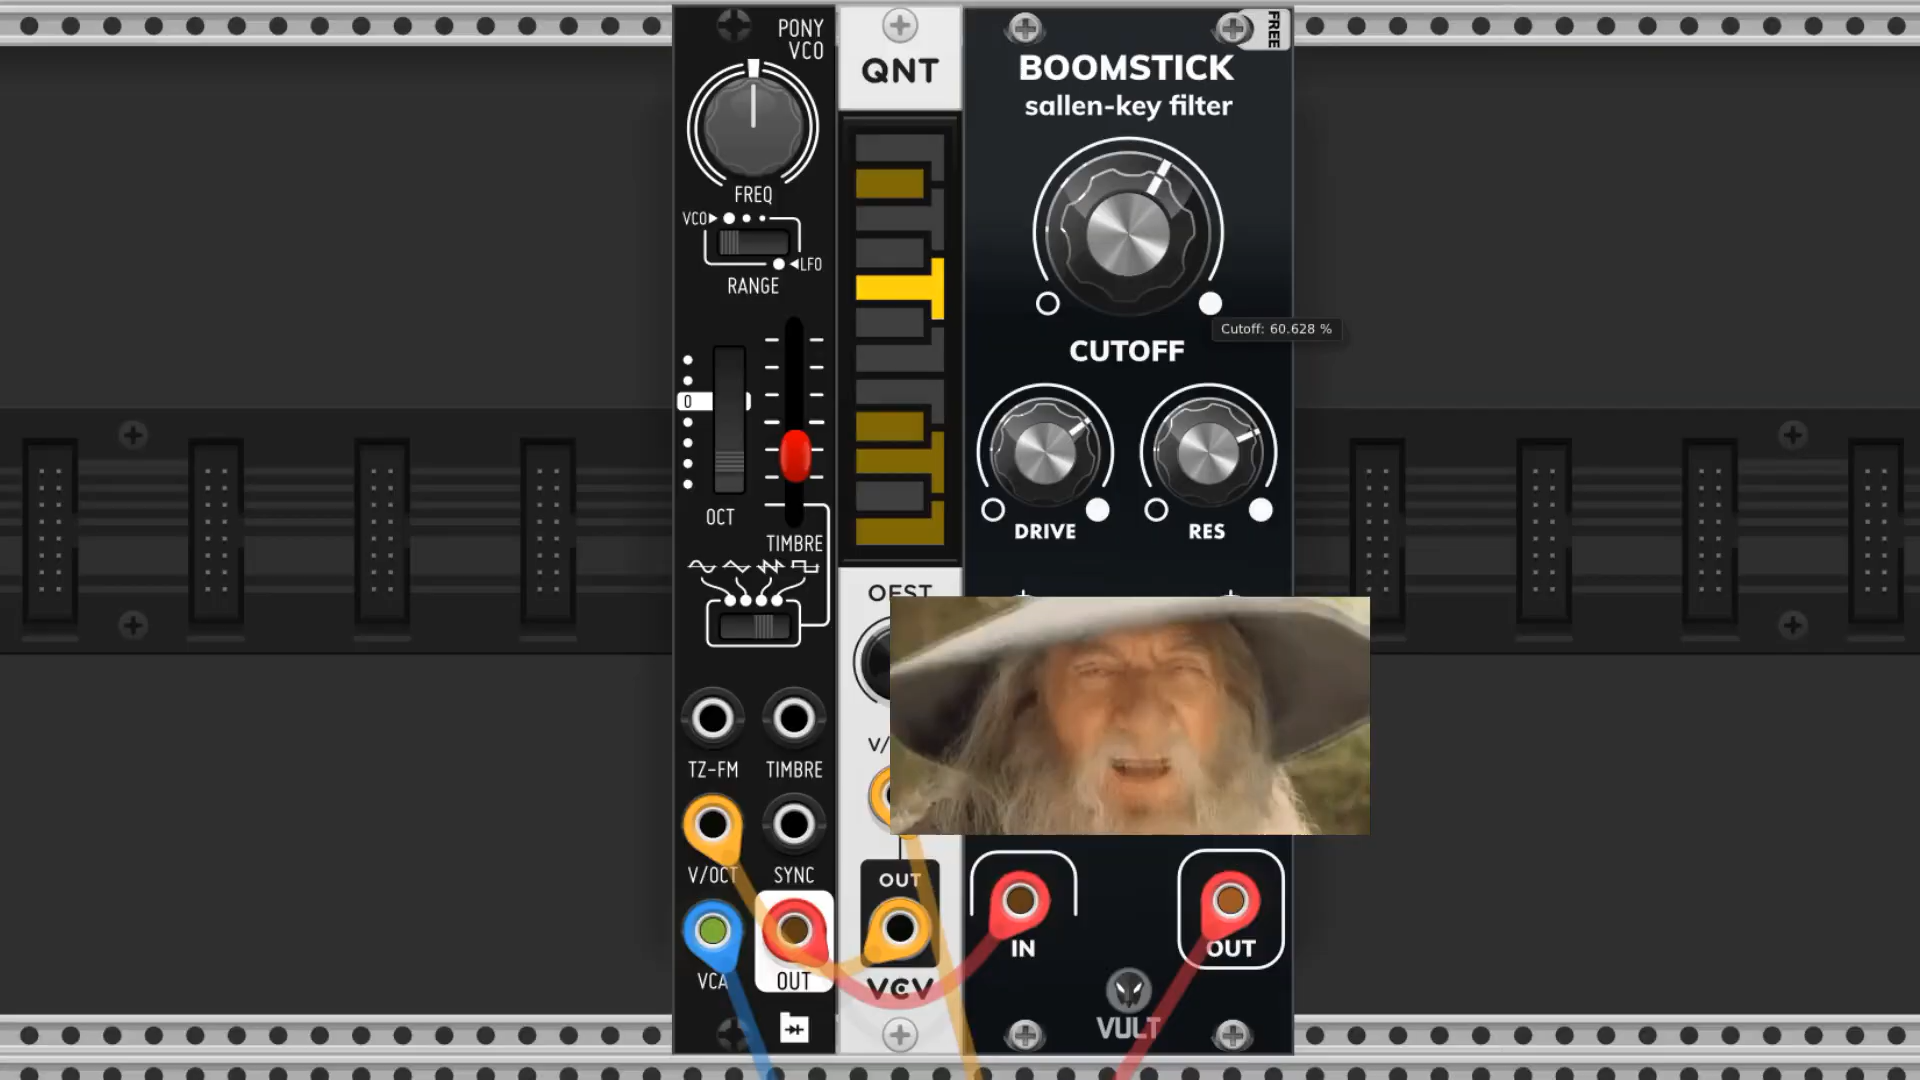 PONY
VCO
FREQ
VCO
LFO
RANGE
0
OCT
TIMBRE
TZ-FM
TIMBRE
V/OCT
SYNC
VCA
OUT
QNT
OFST
V/
OUT
VCV
FREE
BOOMSTICK
sallen-key filter
Cutoff: 60.628 %
CUTOFF
DRIVE
RES
IN
OUT
VULT